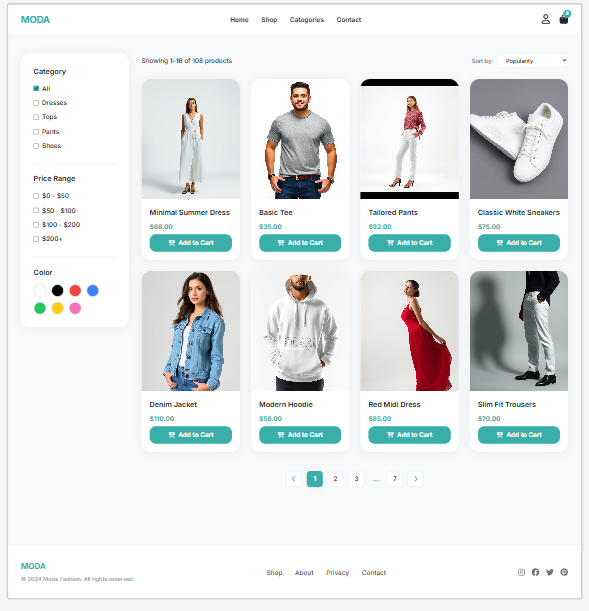 MODA
Home Shop Categories Contact
Category
All
Dresses
Tops
Pants
Shoes
Price Range
$0 - $50
$50 - $100
$100 - $200
$200+
Color
Showing 1–16 of 108 products
Sort by: Popularity
Minimal Summer Dress
$68.00
Add to Cart
Basic Tee
$35.00
Add to Cart
Tailored Pants
$92.00
Add to Cart
Classic White Sneakers
$75.00
Add to Cart
Denim Jacket
$110.00
Add to Cart
Modern Hoodie
$56.00
Add to Cart
Red Midi Dress
$85.00
Add to Cart
Slim Fit Trousers
$70.00
Add to Cart
1 2 3 ... 7
MODA
© 2024 Moda Fashion. All rights reserved.
Shop About Privacy Contact